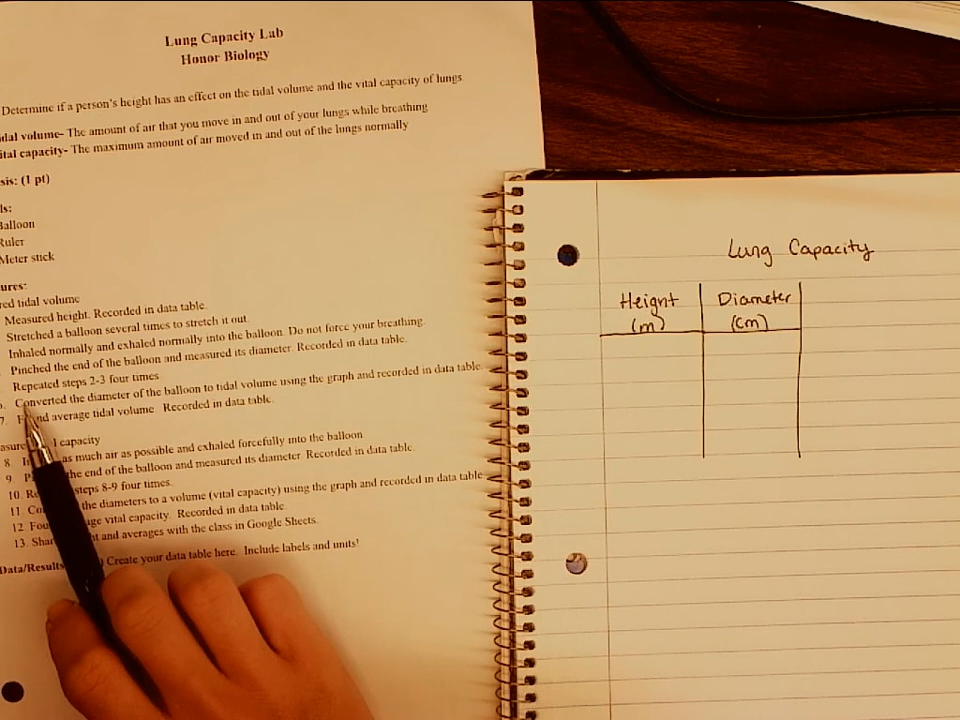 Lung Capacity Lab
Honor Biology
Determine if a person's height has an effect on the tidal volume and the vital capacity of lungs
idal volume- The amount of air that you move in and out of your lungs while breathing
ital capacity- The maximum amount of air moved in and out of the lungs normally
sis: (1 pt)
ls:
Balloon
Ruler
Meter stick
ures:
red tidal volume
Measured height. Recorded in data table.
Stretched a balloon several times to stretch it out.
Inhaled normally and exhaled normally into the balloon. Do not force your breathing.
Pinched the end of the balloon and measured its diameter. Recorded in data table.
Repeated steps 2-3 four times
6. Converted the diameter of the balloon to tidal volume using the graph and recorded in data table.
7. F nd average tidal volume. Recorded in data table.
asure l capacity
8. In as much air as possible and exhaled forcefully into the balloon
9. P the end of the balloon and measured its diameter. Recorded in data table.
10. Re steps 8-9 four times.
11. Co the diameters to a volume (vital capacity) using the graph and recorded in data table
12. Fou ge vital capacity. Recorded in data table.
13. Shar ht and averages with the class in Google Sheets.
Data/Results ) Create your data table here. Include labels and units!
Lung Capacity
Height Diameter
(m) (cm)